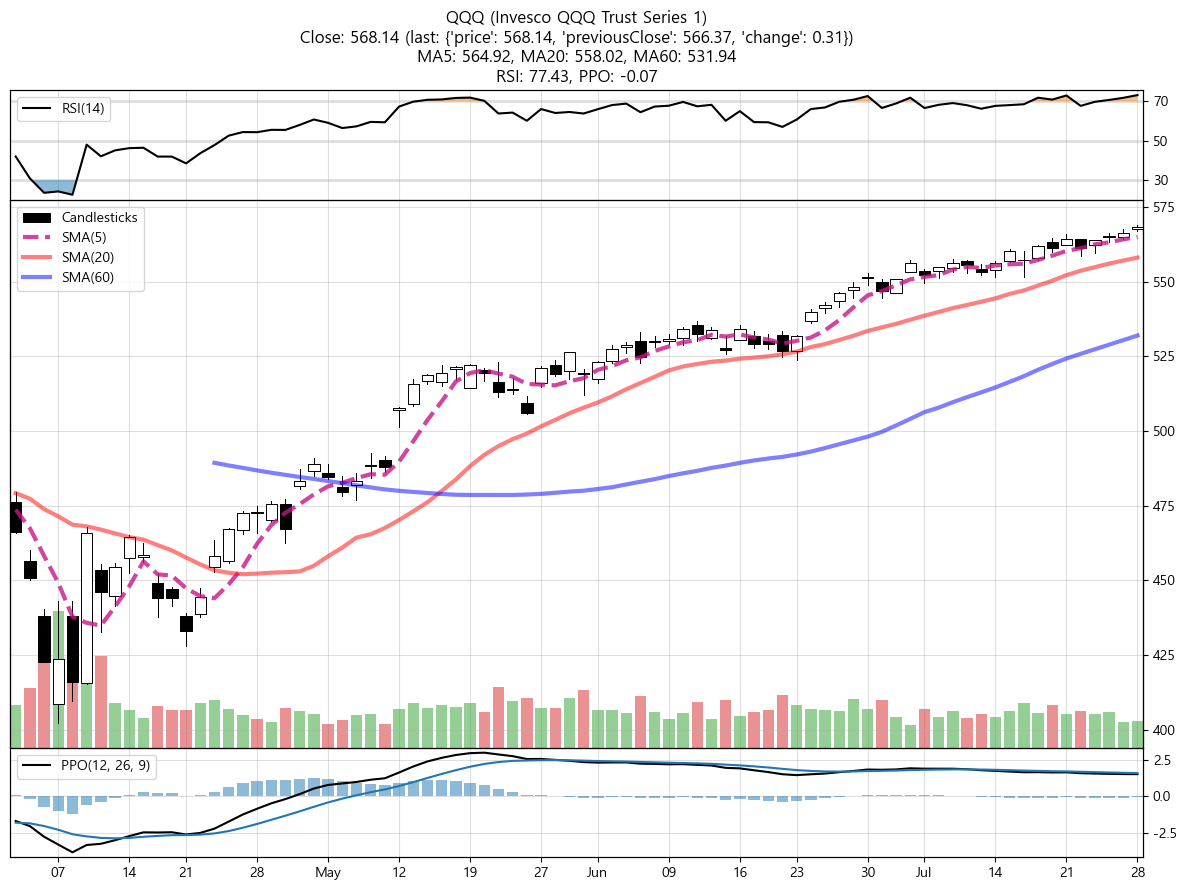 QQQ (Invesco QQQ Trust Series 1)
Close: 568.14 (last: {'price': 568.14, 'previousClose': 566.37, 'change': 0.31})
MA5: 564.92, MA20: 558.02, MA60: 531.94
RSI: 77.43, PPO: -0.07
RSI(14)
70
50
30
Candlesticks
SMA(5)
SMA(20)
SMA(60)
575
550
525
500
475
450
425
400
PPO(12, 26, 9)
2.5
0.0
-2.5
07 14 21 28 May 12 19 27 Jun 09 16 23 30 Jul 14 21 28